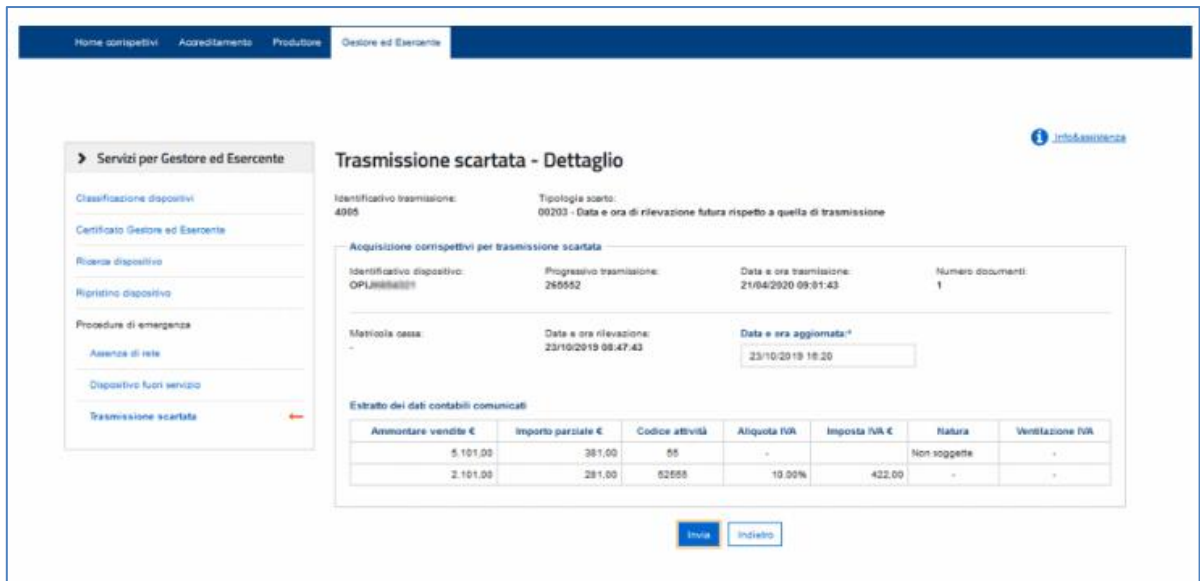 Home corrispettivi Accreditamento Produttore Gestore ed Esercente
Info&assistenza
Servizi per Gestore ed Esercente
Classificazione dispositivi
Certificato Gestore ed Esercente
Ricerca dispositivo
Ripristino dispositivo
Procedure di emergenza
Assenza di rete
Dispositivo fuori servizio
Trasmissione scartata
Trasmissione scartata - Dettaglio
Identificativo trasmissione: Tipologia scarto:
4005 00203 - Data e ora di rilevazione futura rispetto a quella di trasmissione
Acquisizione corrispettivi per trasmissione scartata
Identificativo dispositivo: Progressivo trasmissione: Data e ora trasmissione: Numero documenti:
OPIJ 265552 21/04/2020 09:01:43 1
Matricola cassa: Data e ora rilevazione: Data e ora aggiornata:*
- 23/10/2019 08:47:43 23/10/2019 16:20
Estratto dei dati contabili comunicati
Ammontare vendite € Importo parziale € Codice attività Aliquota IVA Imposta IVA € Natura Ventilazione IVA
5.101,00 381,00 55 - Non soggette -
2.101,00 281,00 52555 10.00% 422,00 - -
Invia Indietro